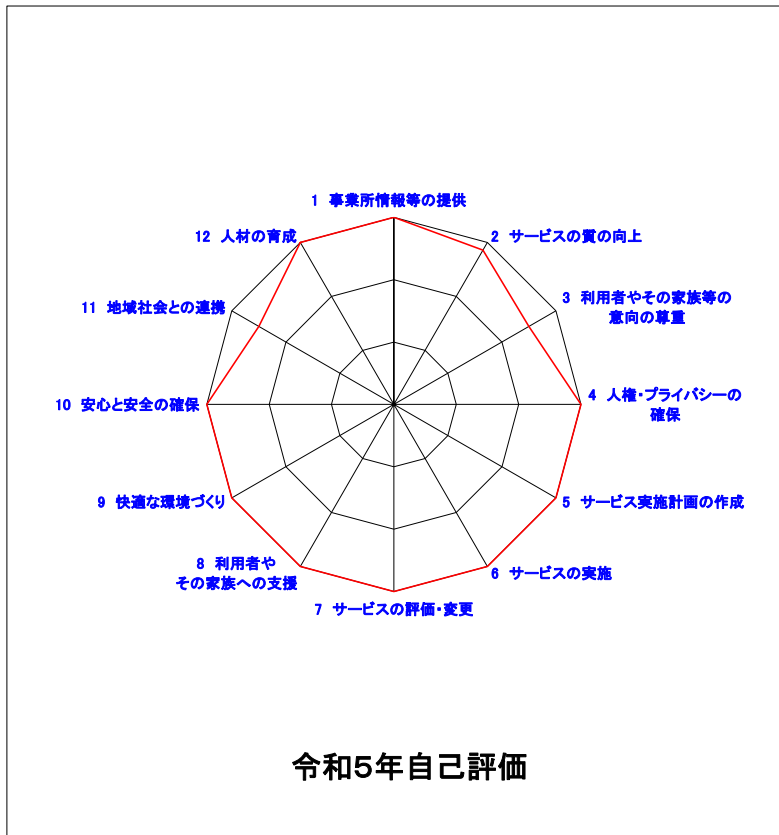 1 事業所情報等の提供
2 サービスの質の向上
3 利用者やその家族等の
意向の尊重
4 人権・プライバシーの
確保
5 サービス実施計画の作成
6 サービスの実施
7 サービスの評価・変更
8 利用者や
その家族への支援
9 快適な環境づくり
10 安心と安全の確保
11 地域社会との連携
12 人材の育成
令和5年自己評価